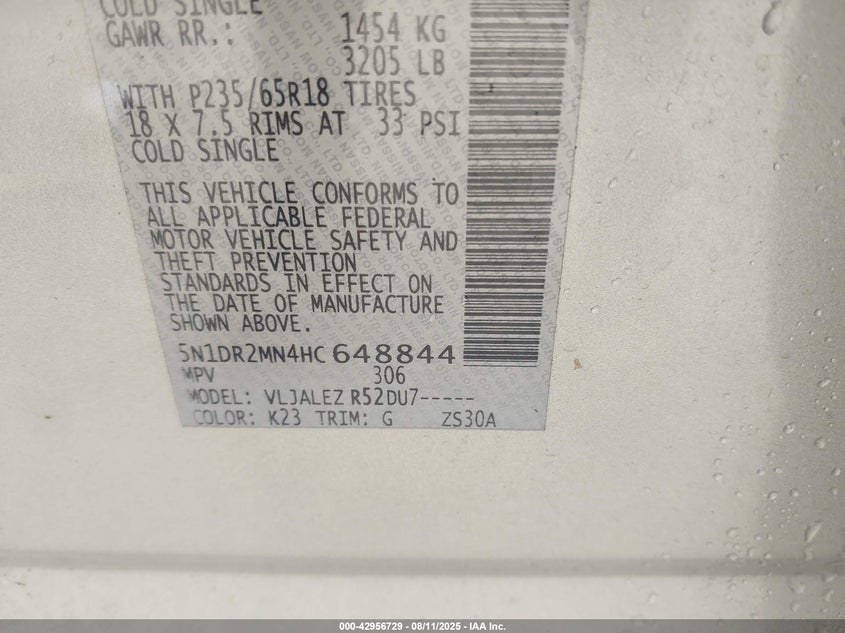 COLD SINGLE
GAWR RR.: 1454 KG
3205 LB
WITH P235/65R18 TIRES
18 X 7.5 RIMS AT 33 PSI
COLD SINGLE
THIS VEHICLE CONFORMS TO
ALL APPLICABLE FEDERAL
MOTOR VEHICLE SAFETY AND
THEFT PREVENTION
STANDARDS IN EFFECT ON
THE DATE OF MANUFACTURE
SHOWN ABOVE.
5N1DR2MN4HC 648844
MPV 306
MODEL: VLJALEZ R52DU7-----
COLOR: K23 TRIM: G ZS30A
000-42956729 - 08/11/2025 - IAA Inc.